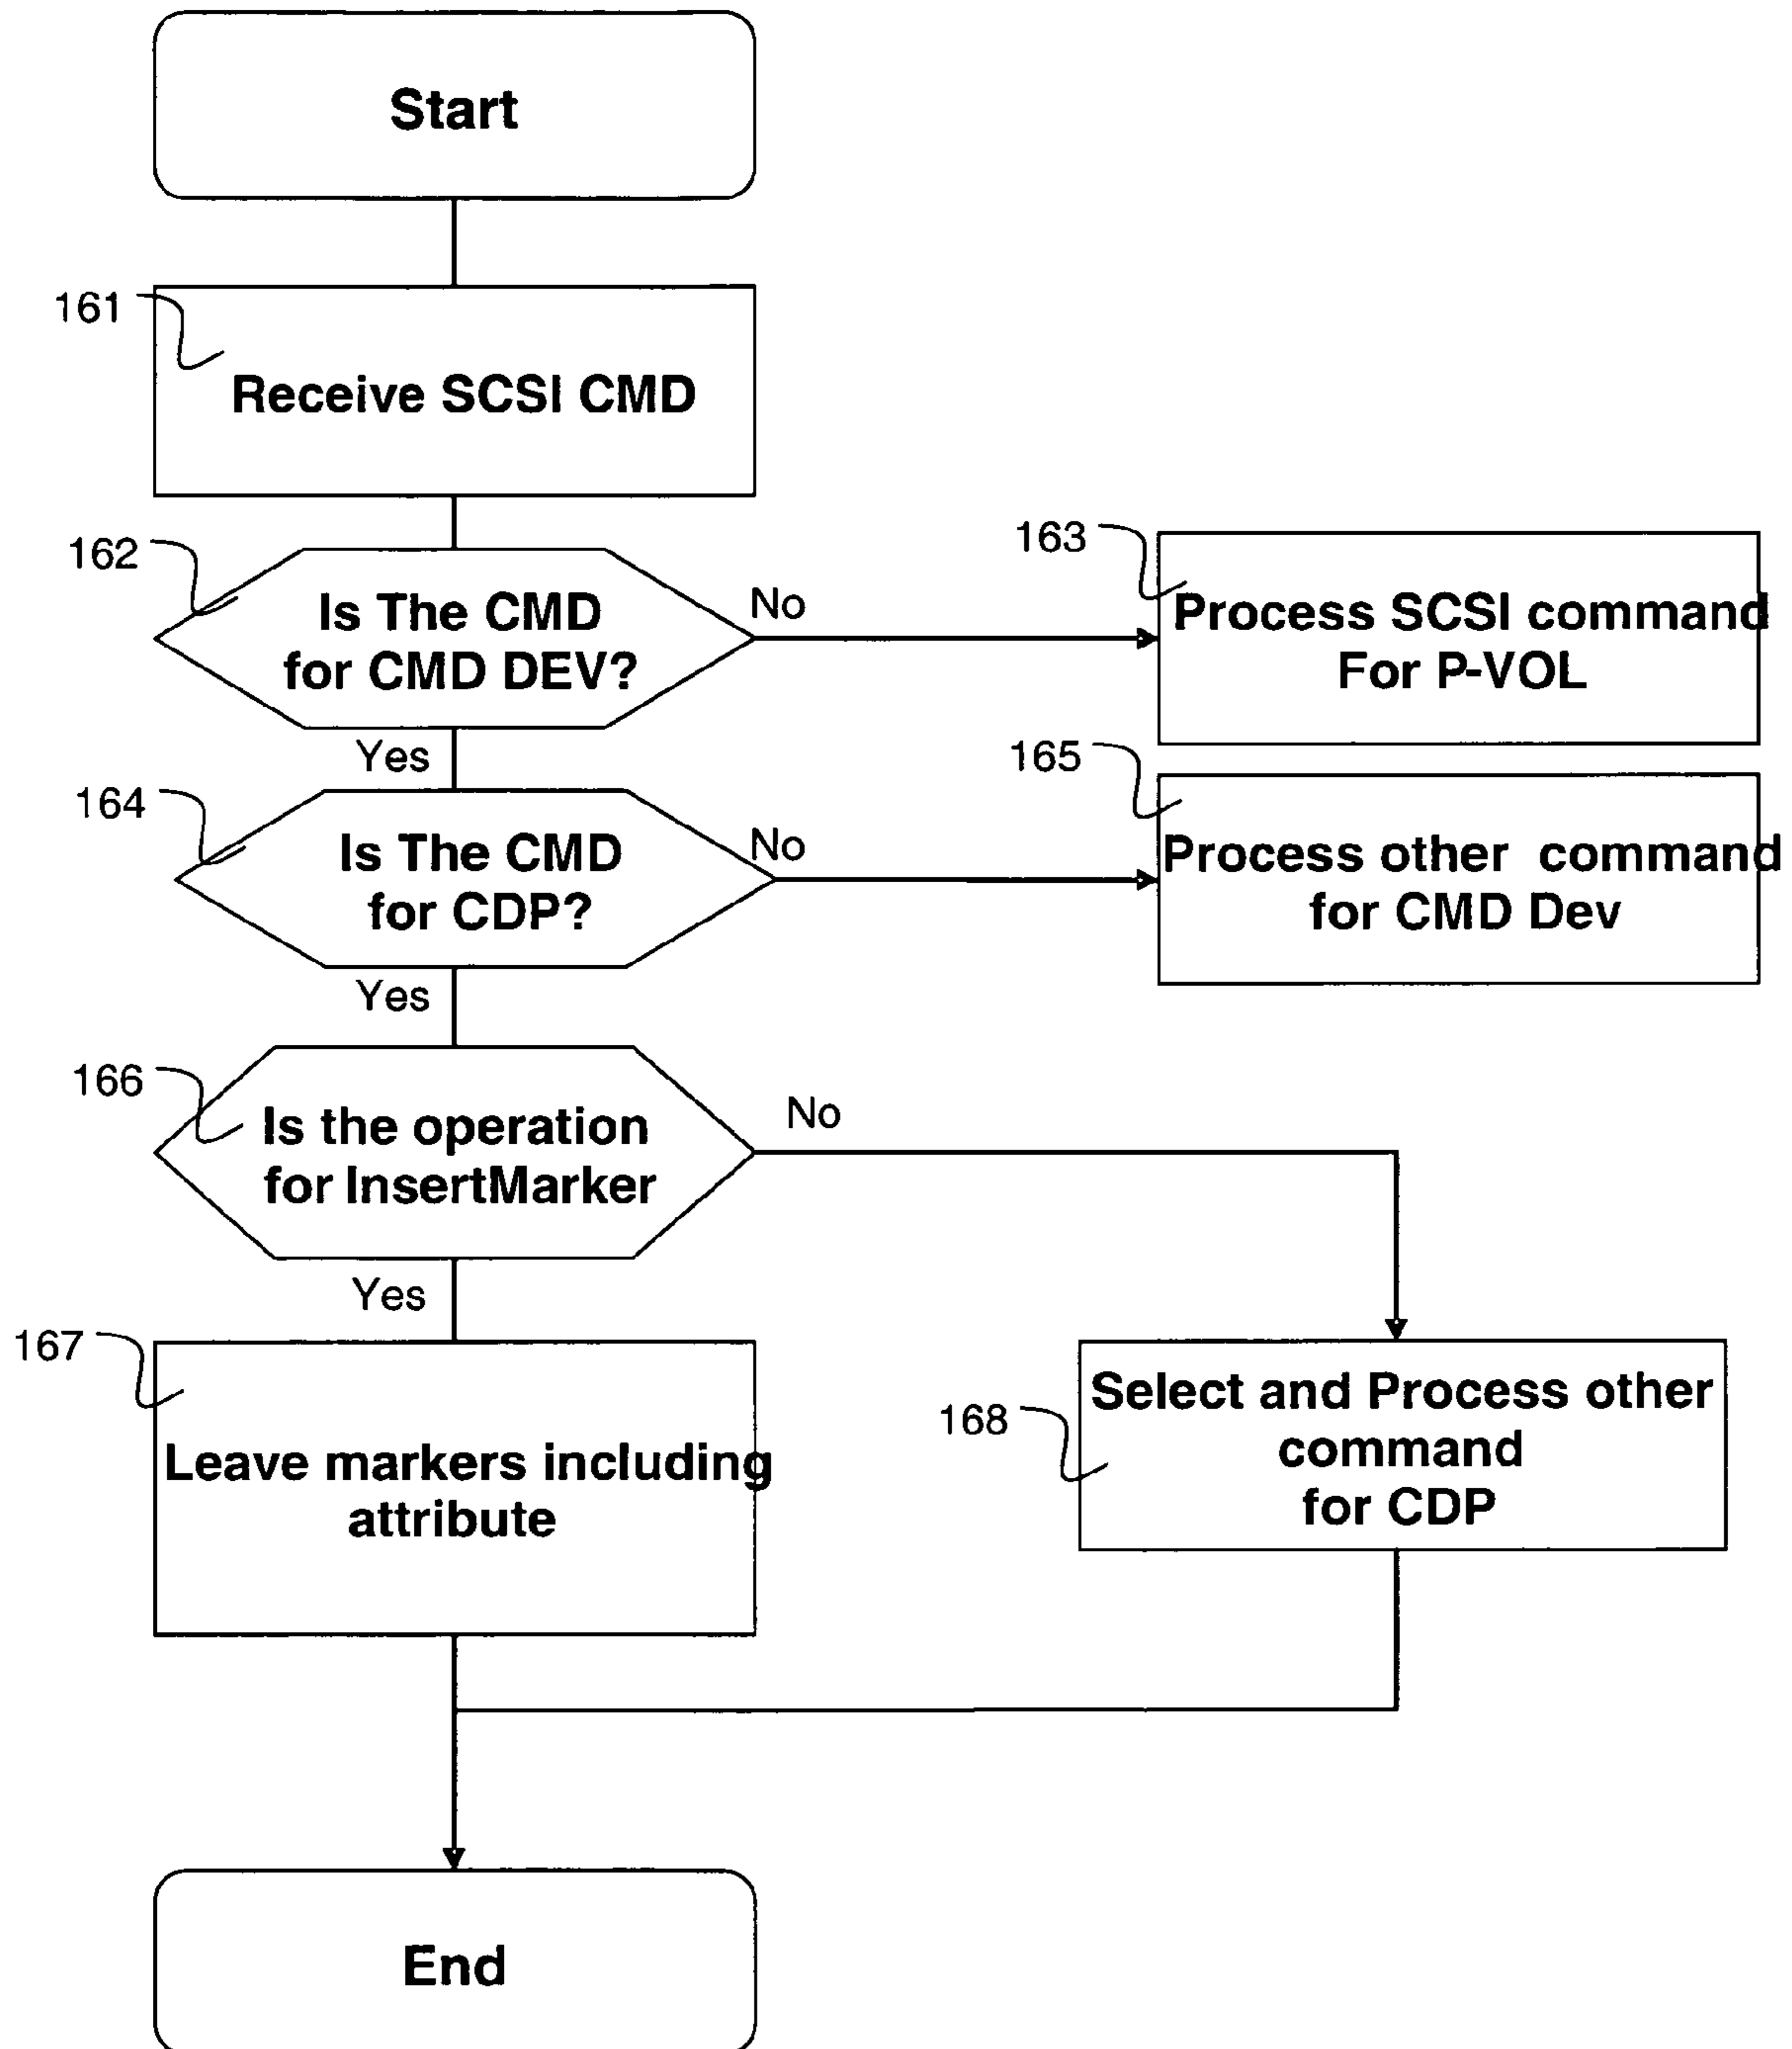 Start
161
Receive SCSI CMD
162
Is The CMD
for CMD DEV?
No
163
Process SCSI command
For P-VOL
Yes
164
Is The CMD
for CDP?
No
165
Process other command
for CMD Dev
Yes
166
Is the operation
for InsertMarker
No
Yes
167
Leave markers including
attribute
168
Select and Process other
command
for CDP
End